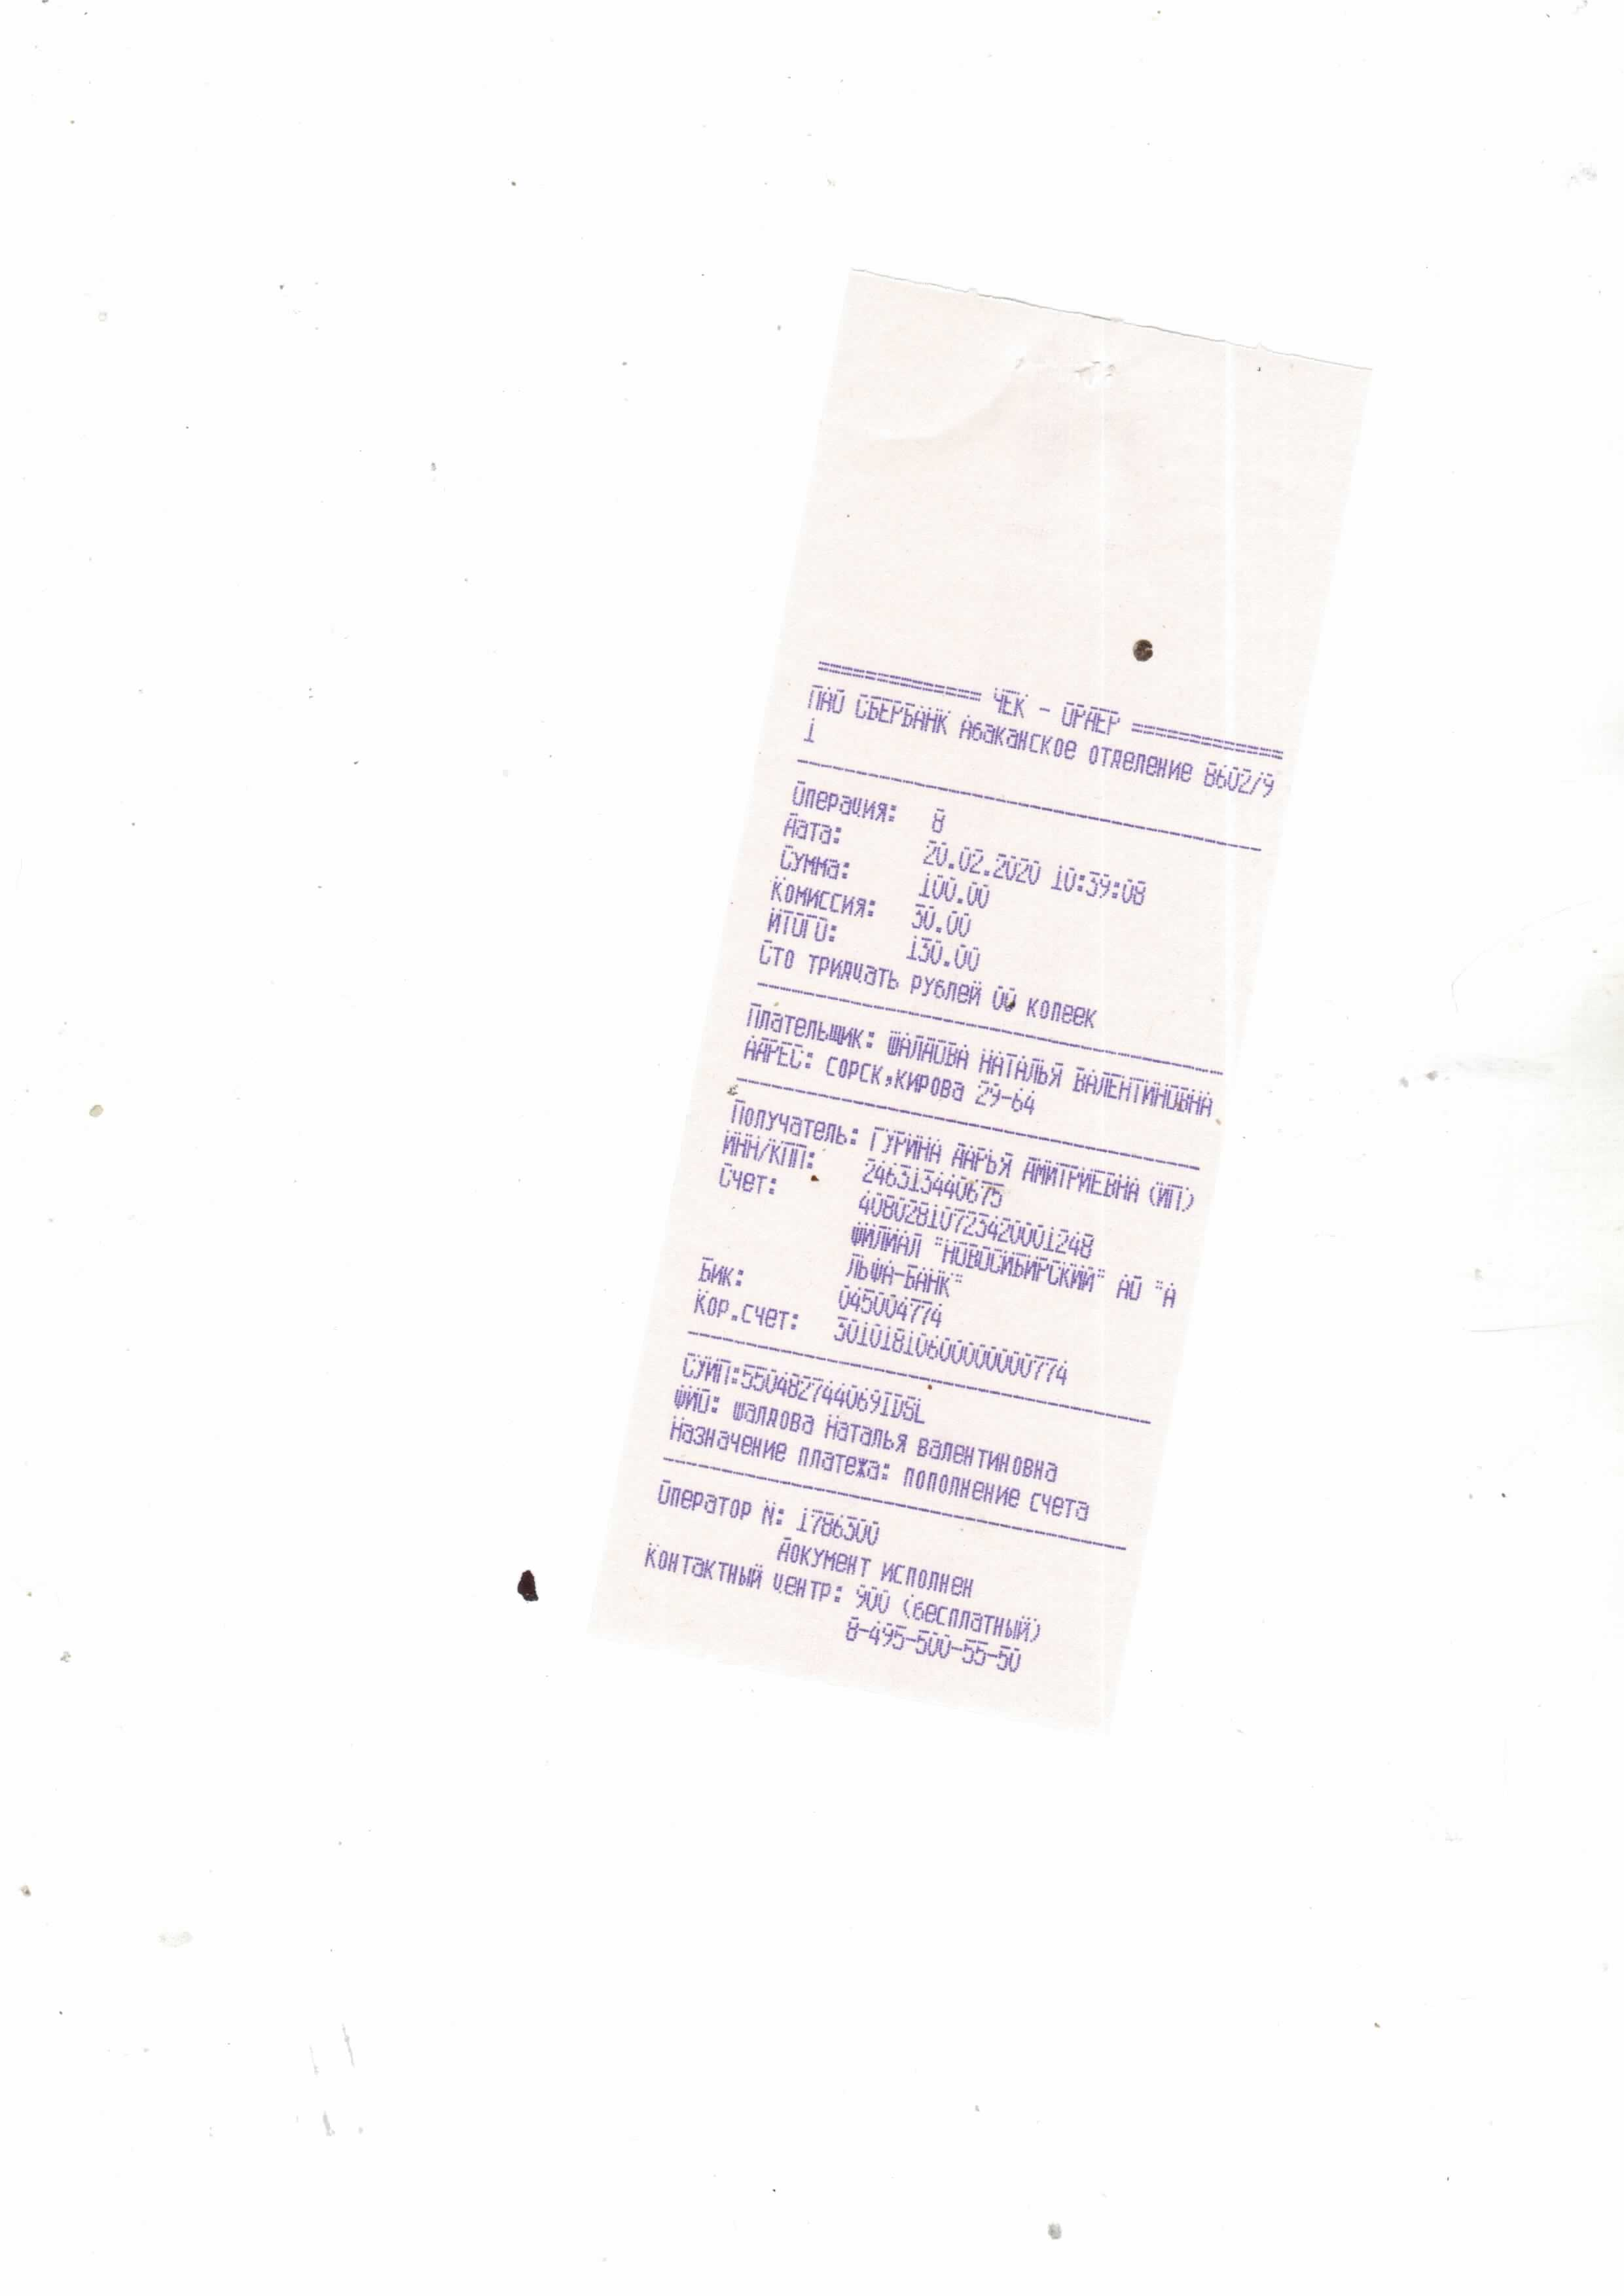 ============ ЧЕК - ОРДЕР ============
ПАО СБЕРБАНК Абаканское отделение 8602/9
1
Операция: 8
Дата: 20.02.2020 10:39:08
Сумма: 100.00
Комиссия: 30.00
ИТОГО: 130.00
Сто тридцать рублей 00 копеек
Плательщик: ШАЛДОВА НАТАЛЬЯ ВАЛЕНТИНОВНА
АДРЕС: СОРСК,КИРОВА 29-64
Получатель: ГУРИНА ДАРЬЯ ДМИТРИЕВНА (ИП)
ИНН/КПП: 246313440675
Счет: 40802810723420001248
ФИЛИАЛ "НОВОСИБИРСКИЙ" АО "А
ЛЬФА-БАНК"
БИК: 045004774
Кор.счет: 30101810600000000774
СУИП:550482744069IDSL
ФИО: шалдова Наталья валентиновна
Назначение платежа: пополнение счета
Оператор N: 1786300
Документ исполнен
Контактный центр: 900 (бесплатный)
8-495-500-55-50